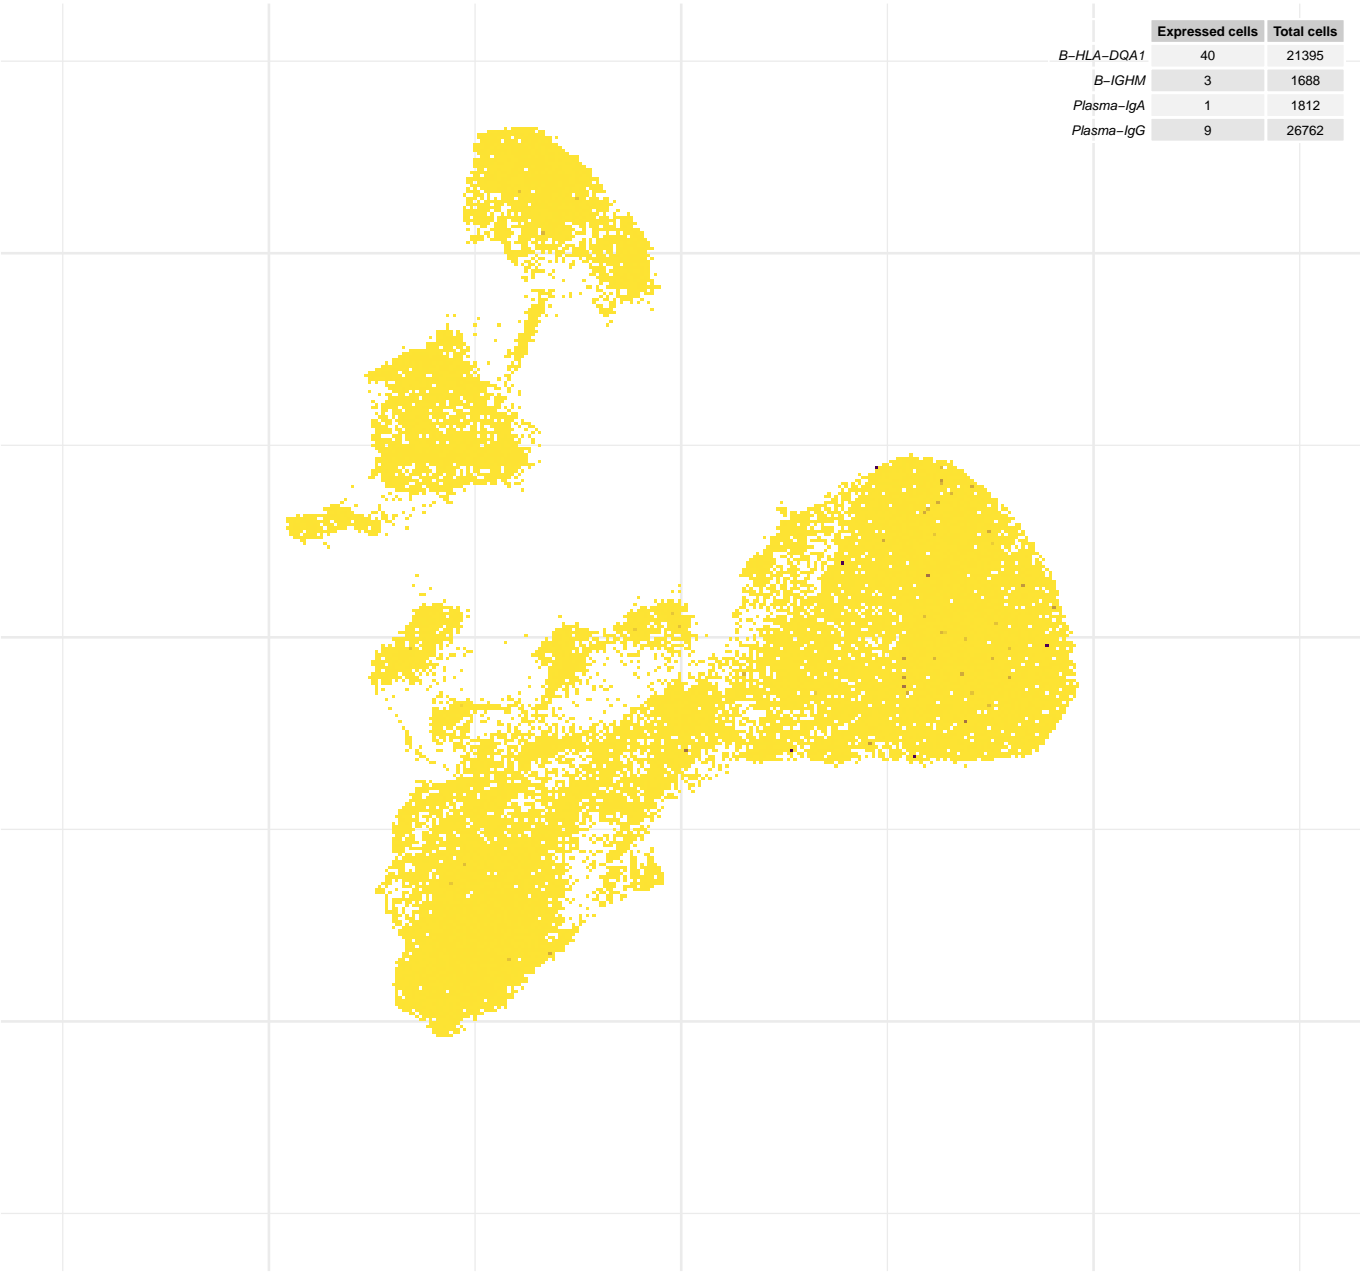 Expressed cells Total cells
B−HLA−DQA1 40 21395
B−IGHM 3 1688
Plasma−IgA 1 1812
Plasma−IgG 9 26762